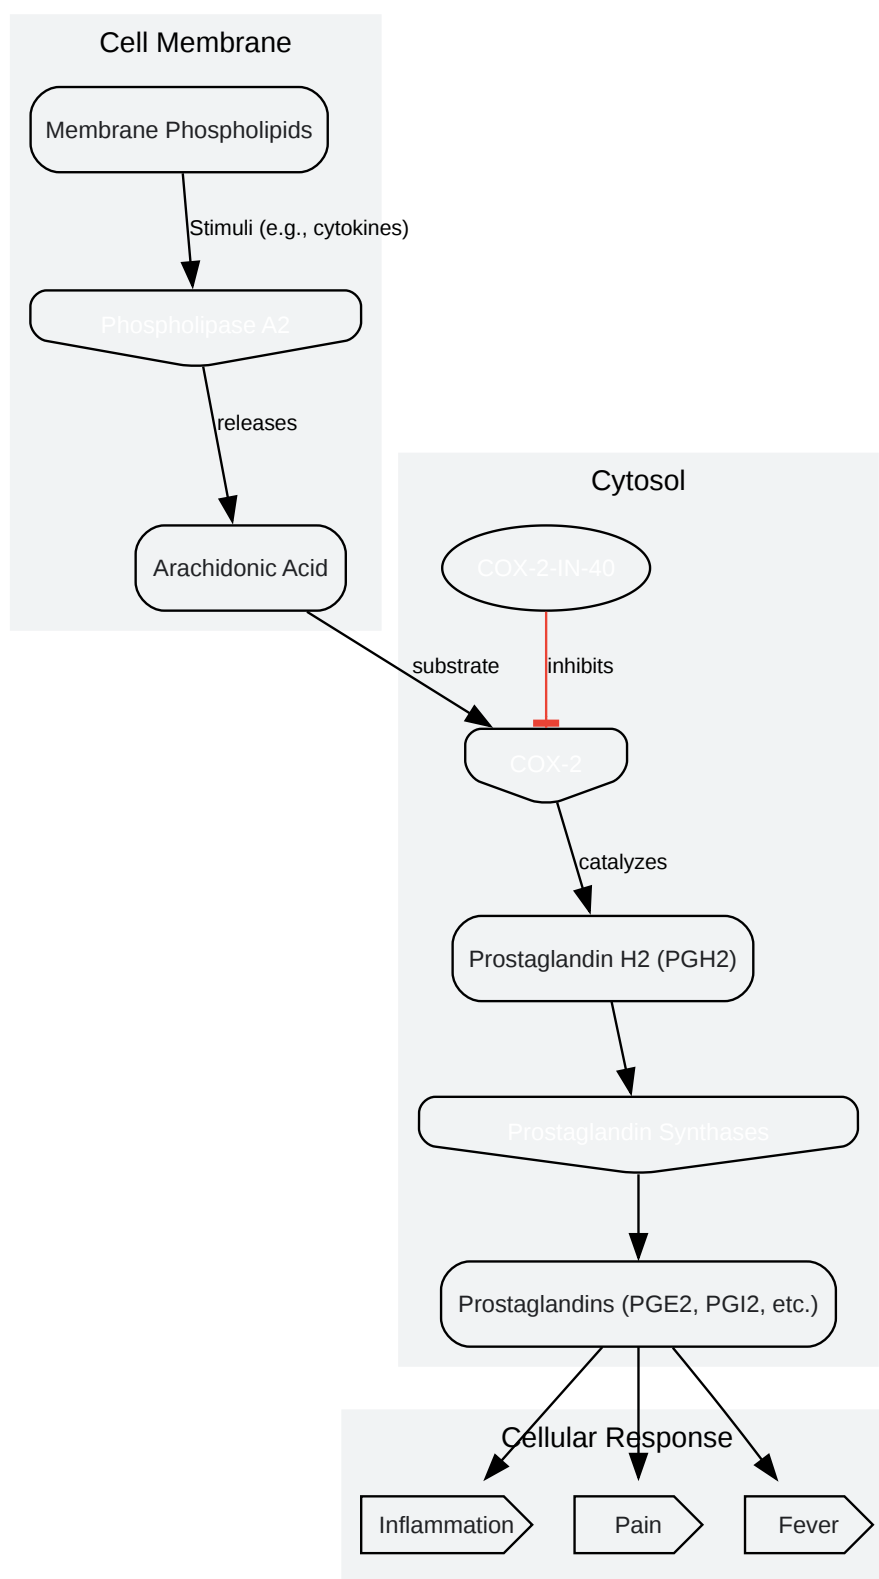 Cell Membrane
Membrane Phospholipids
Stimuli (e.g., cytokines)
Phospholipase A2
releases
Arachidonic Acid
Cytosol
COX-2-IN-40
substrate
inhibits
COX-2
catalyzes
Prostaglandin H2 (PGH2)
Prostaglandin Synthases
Prostaglandins (PGE2, PGI2, etc.)
Cellular Response
Inflammation
Pain
Fever